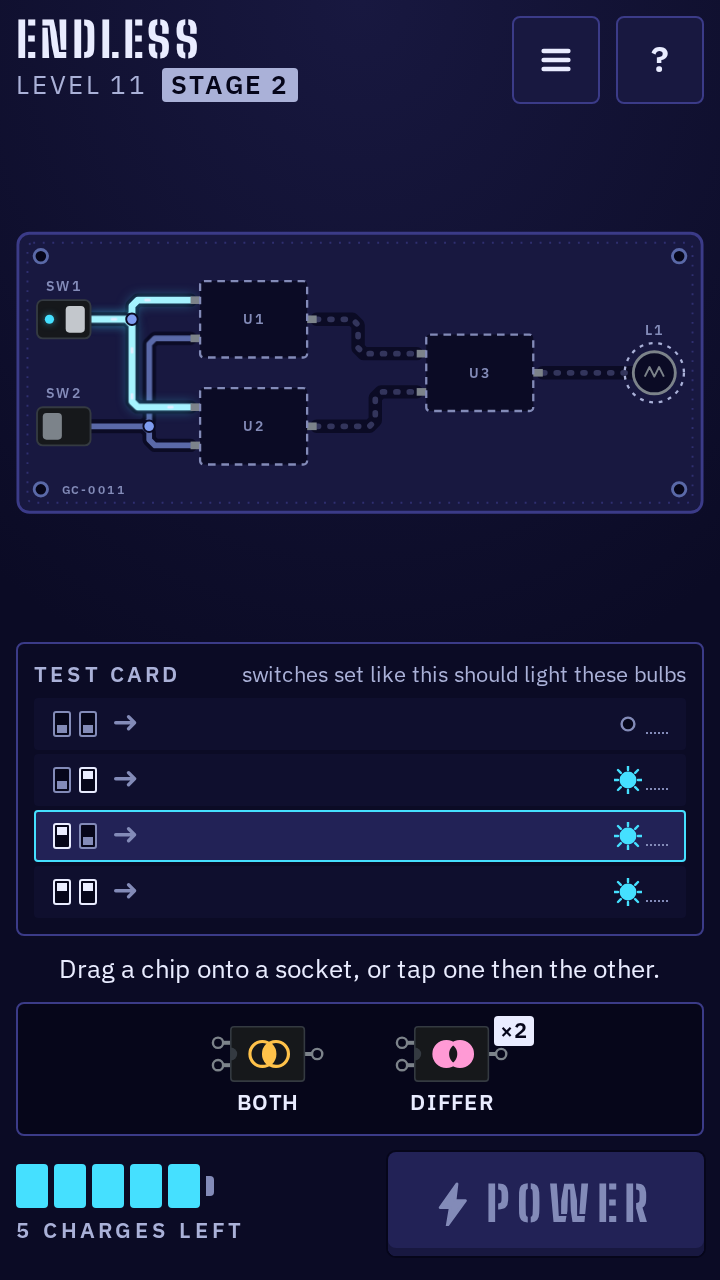 ENDLESS
LEVEL 11 STAGE 2
?
SW1
U1
L1
U3
SW2
U2
GC-0011
TEST CARD switches set like this should light these bulbs
Drag a chip onto a socket, or tap one then the other.
×2
BOTH DIFFER
POWER
5 CHARGES LEFT